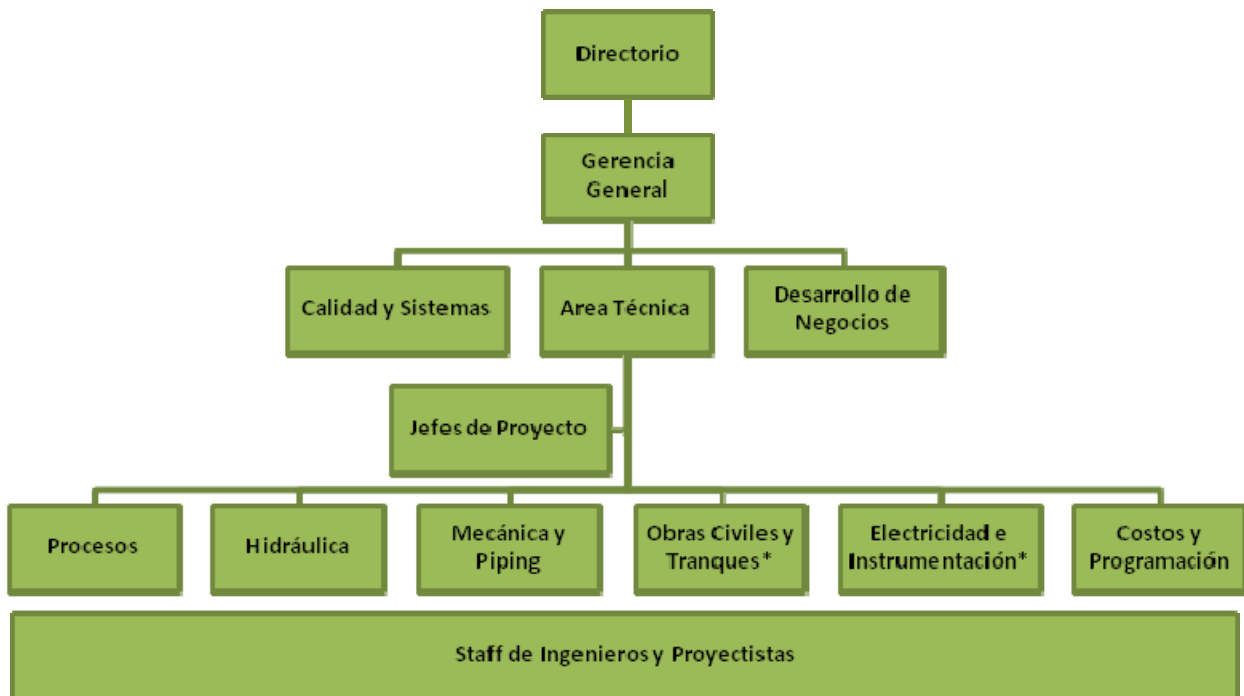 Directorio
Gerencia
General
Calidad y Sistemas
Area Técnica
Desarrollo de
Negocios
Jefes de Proyecto
Procesos
Hidráulica
Mecánica y
Piping
Obras Civiles y
Tranques*
Electricidad e
Instrumentación*
Costos y
Programación
Staff de Ingenieros y Proyectistas